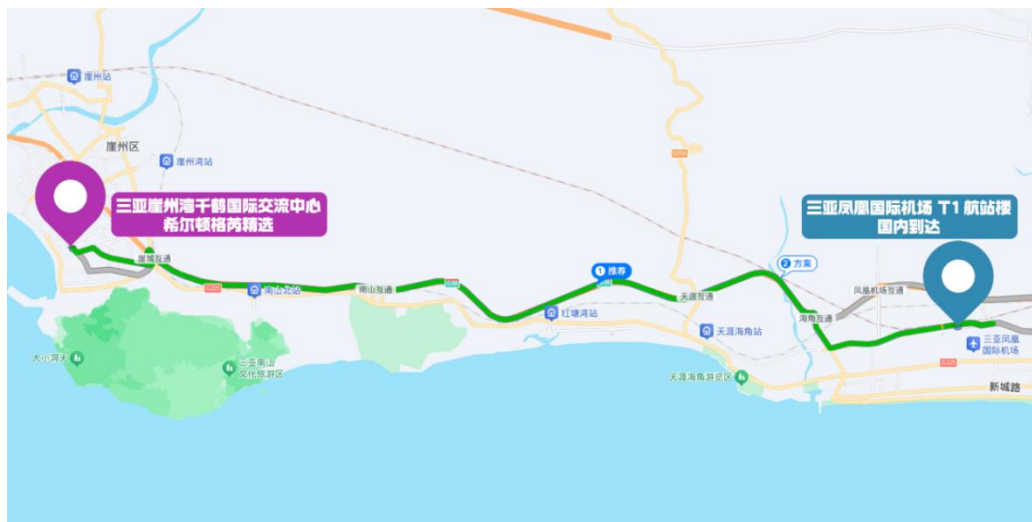 崖州站
崖州区
崖州湾站
三亚崖州湾千鹤国际交流中心
希尔顿格芮精选
崖城互通
G225
南山北站
南山互通
G98
1 推荐
G98
红塘湾站
天涯互通
2 方案
G314
三亚凤凰国际机场 T1 航站楼
国内到达
凤凰机场互通
海角互通
天涯海角站
三亚凤凰
国际机场
G225
新城路
天涯海角游览区
大小洞天
三亚南山
文化旅游区